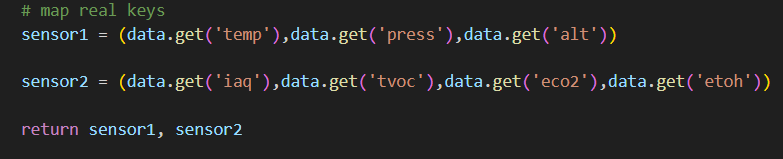 # map real keys
sensor1 = (data.get('temp'),data.get('press'),data.get('alt'))
sensor2 = (data.get('iaq'),data.get('tvoc'),data.get('eco2'),data.get('etoh'))
return sensor1, sensor2